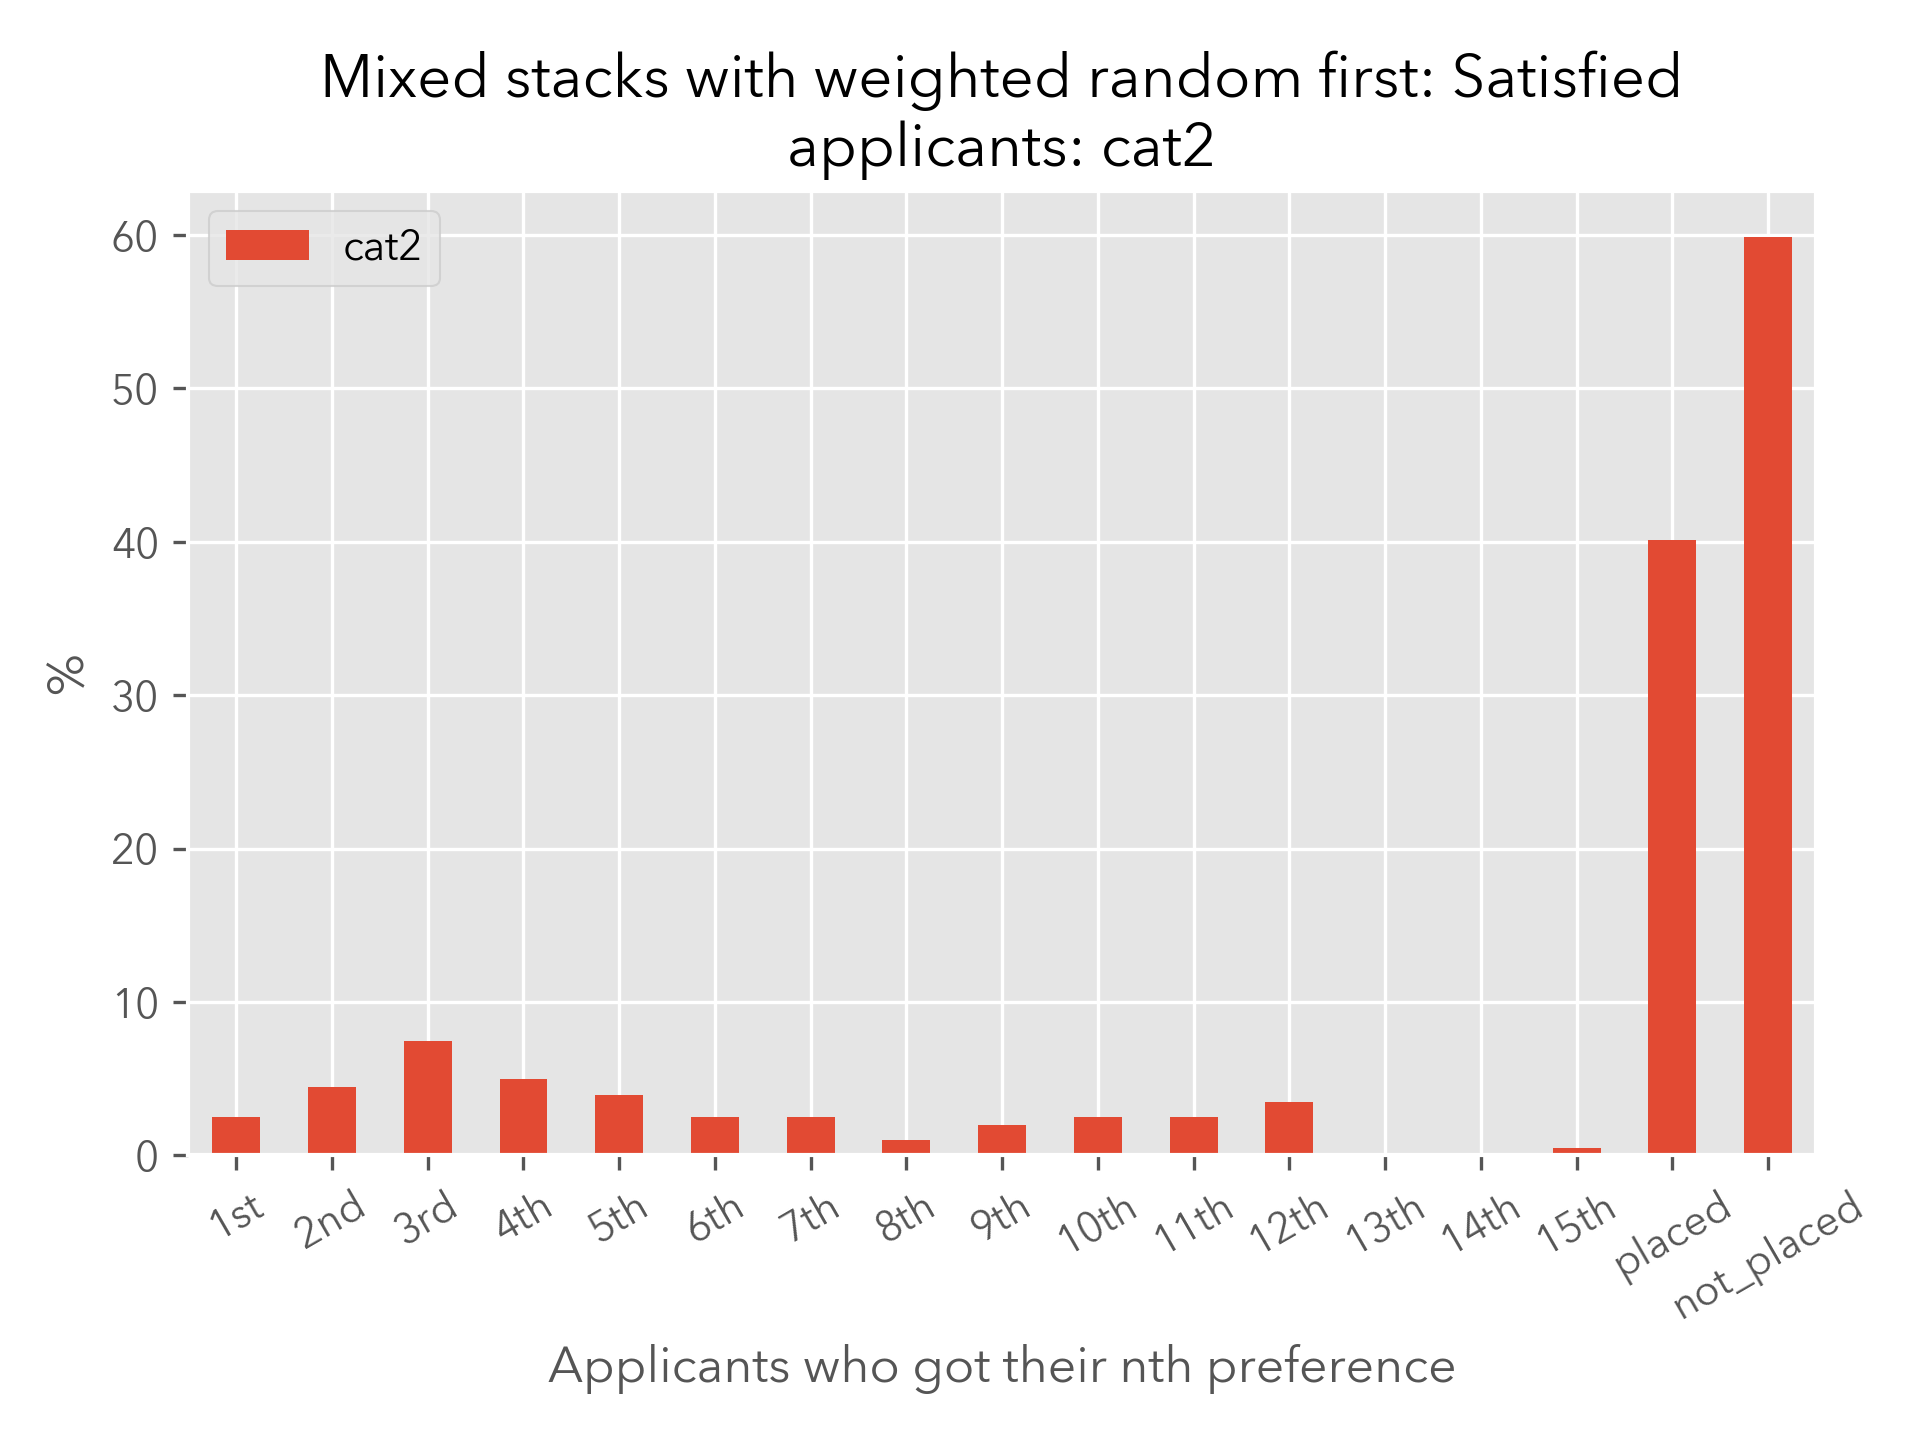 Mixed stacks with weighted random first: Satisfied
applicants: cat2
cat2
60
50
40
30
20
10
0
%
1st 2nd 3rd 4th 5th 6th 7th 8th 9th 10th 11th 12th 13th 14th 15th placed not_placed
Applicants who got their nth preference